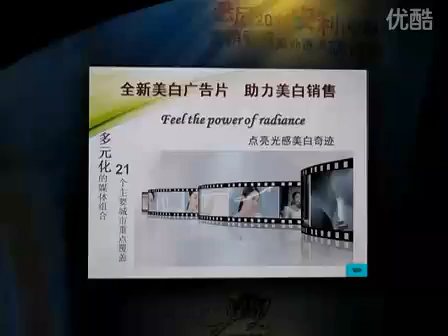 优酷
全新美白广告片 助力美白销售
Feel the power of radiance
点亮光感美白奇迹
多元化的媒体组合
21个主要城市重点覆盖